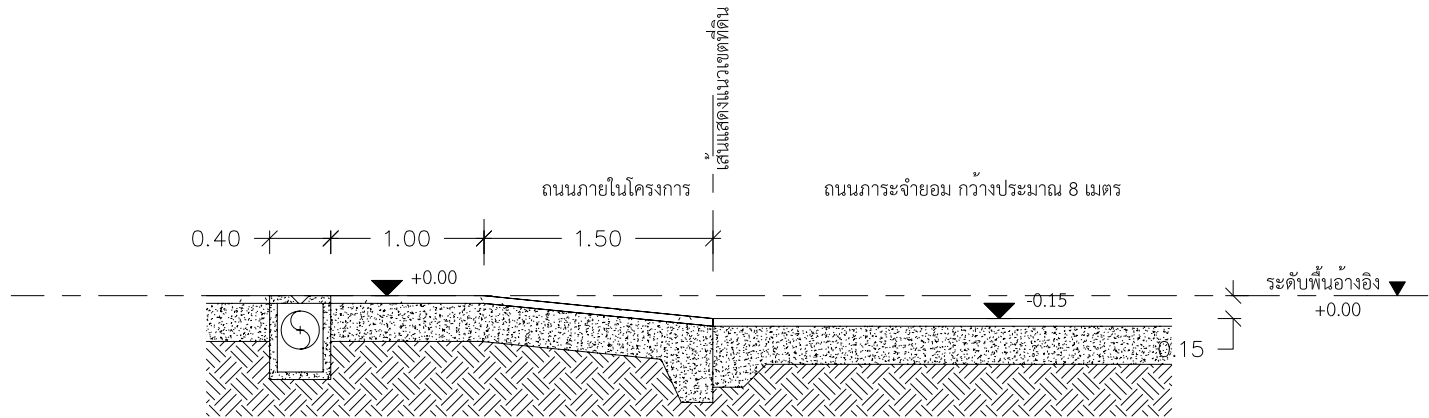 เส้นแสดงแนวเขตที่ดิน
ถนนภายในโครงการ
ถนนภาระจำยอม กว้างประมาณ 8 เมตร
0.40
1.00
1.50
+0.00
-0.15
ระดับพื้นอ้างอิง
+0.00
0.15